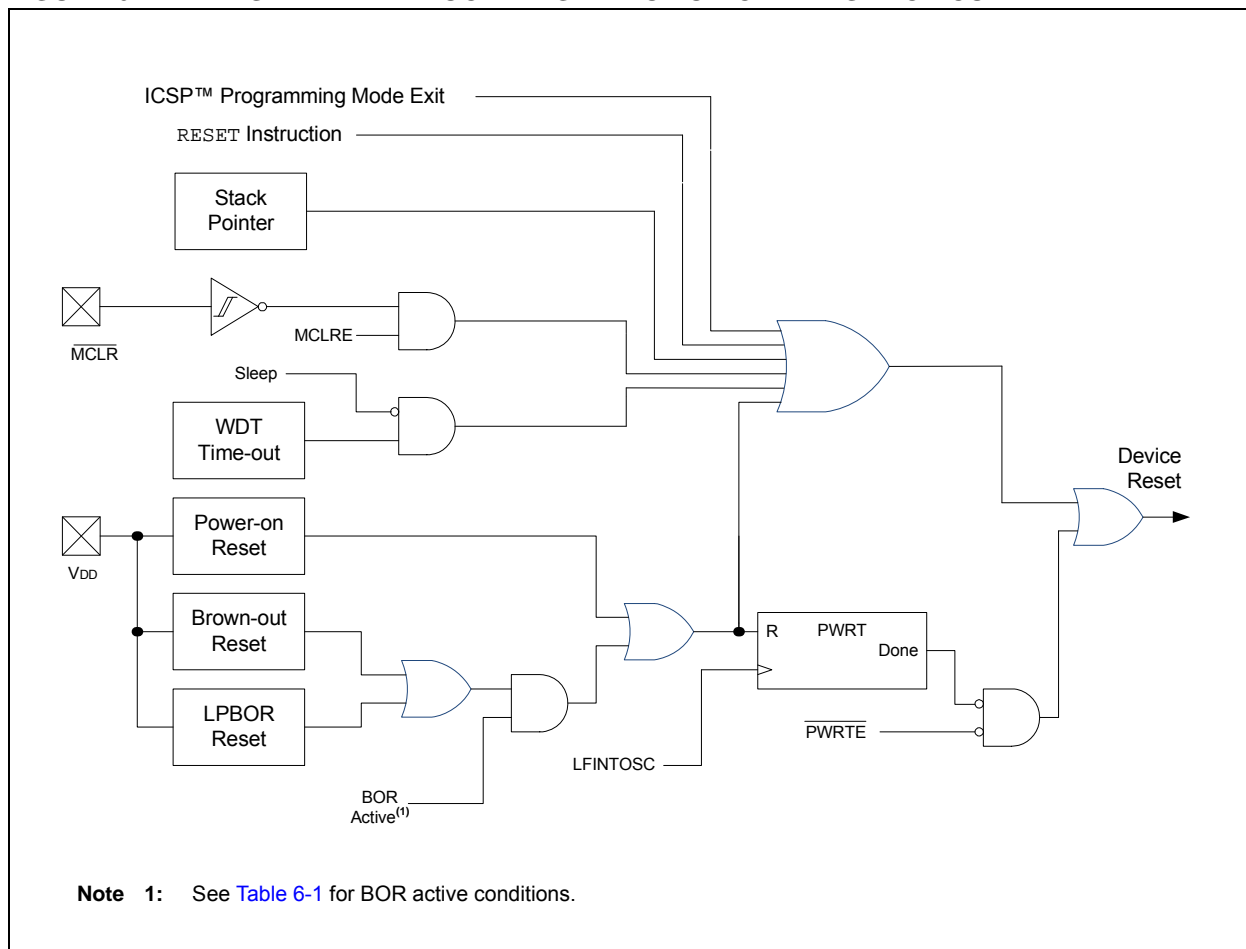 ICSP™ Programming Mode Exit
RESET Instruction
Stack
Pointer
MCLR
MCLRE
Sleep
WDT
Time-out
Device
Reset
VDD
Power-on
Reset
Brown-out
Reset
R
PWRT
Done
LPBOR
Reset
PWRTE
LFINTOSC
BOR
Active(1)
Note 1: See Table 6-1 for BOR active conditions.